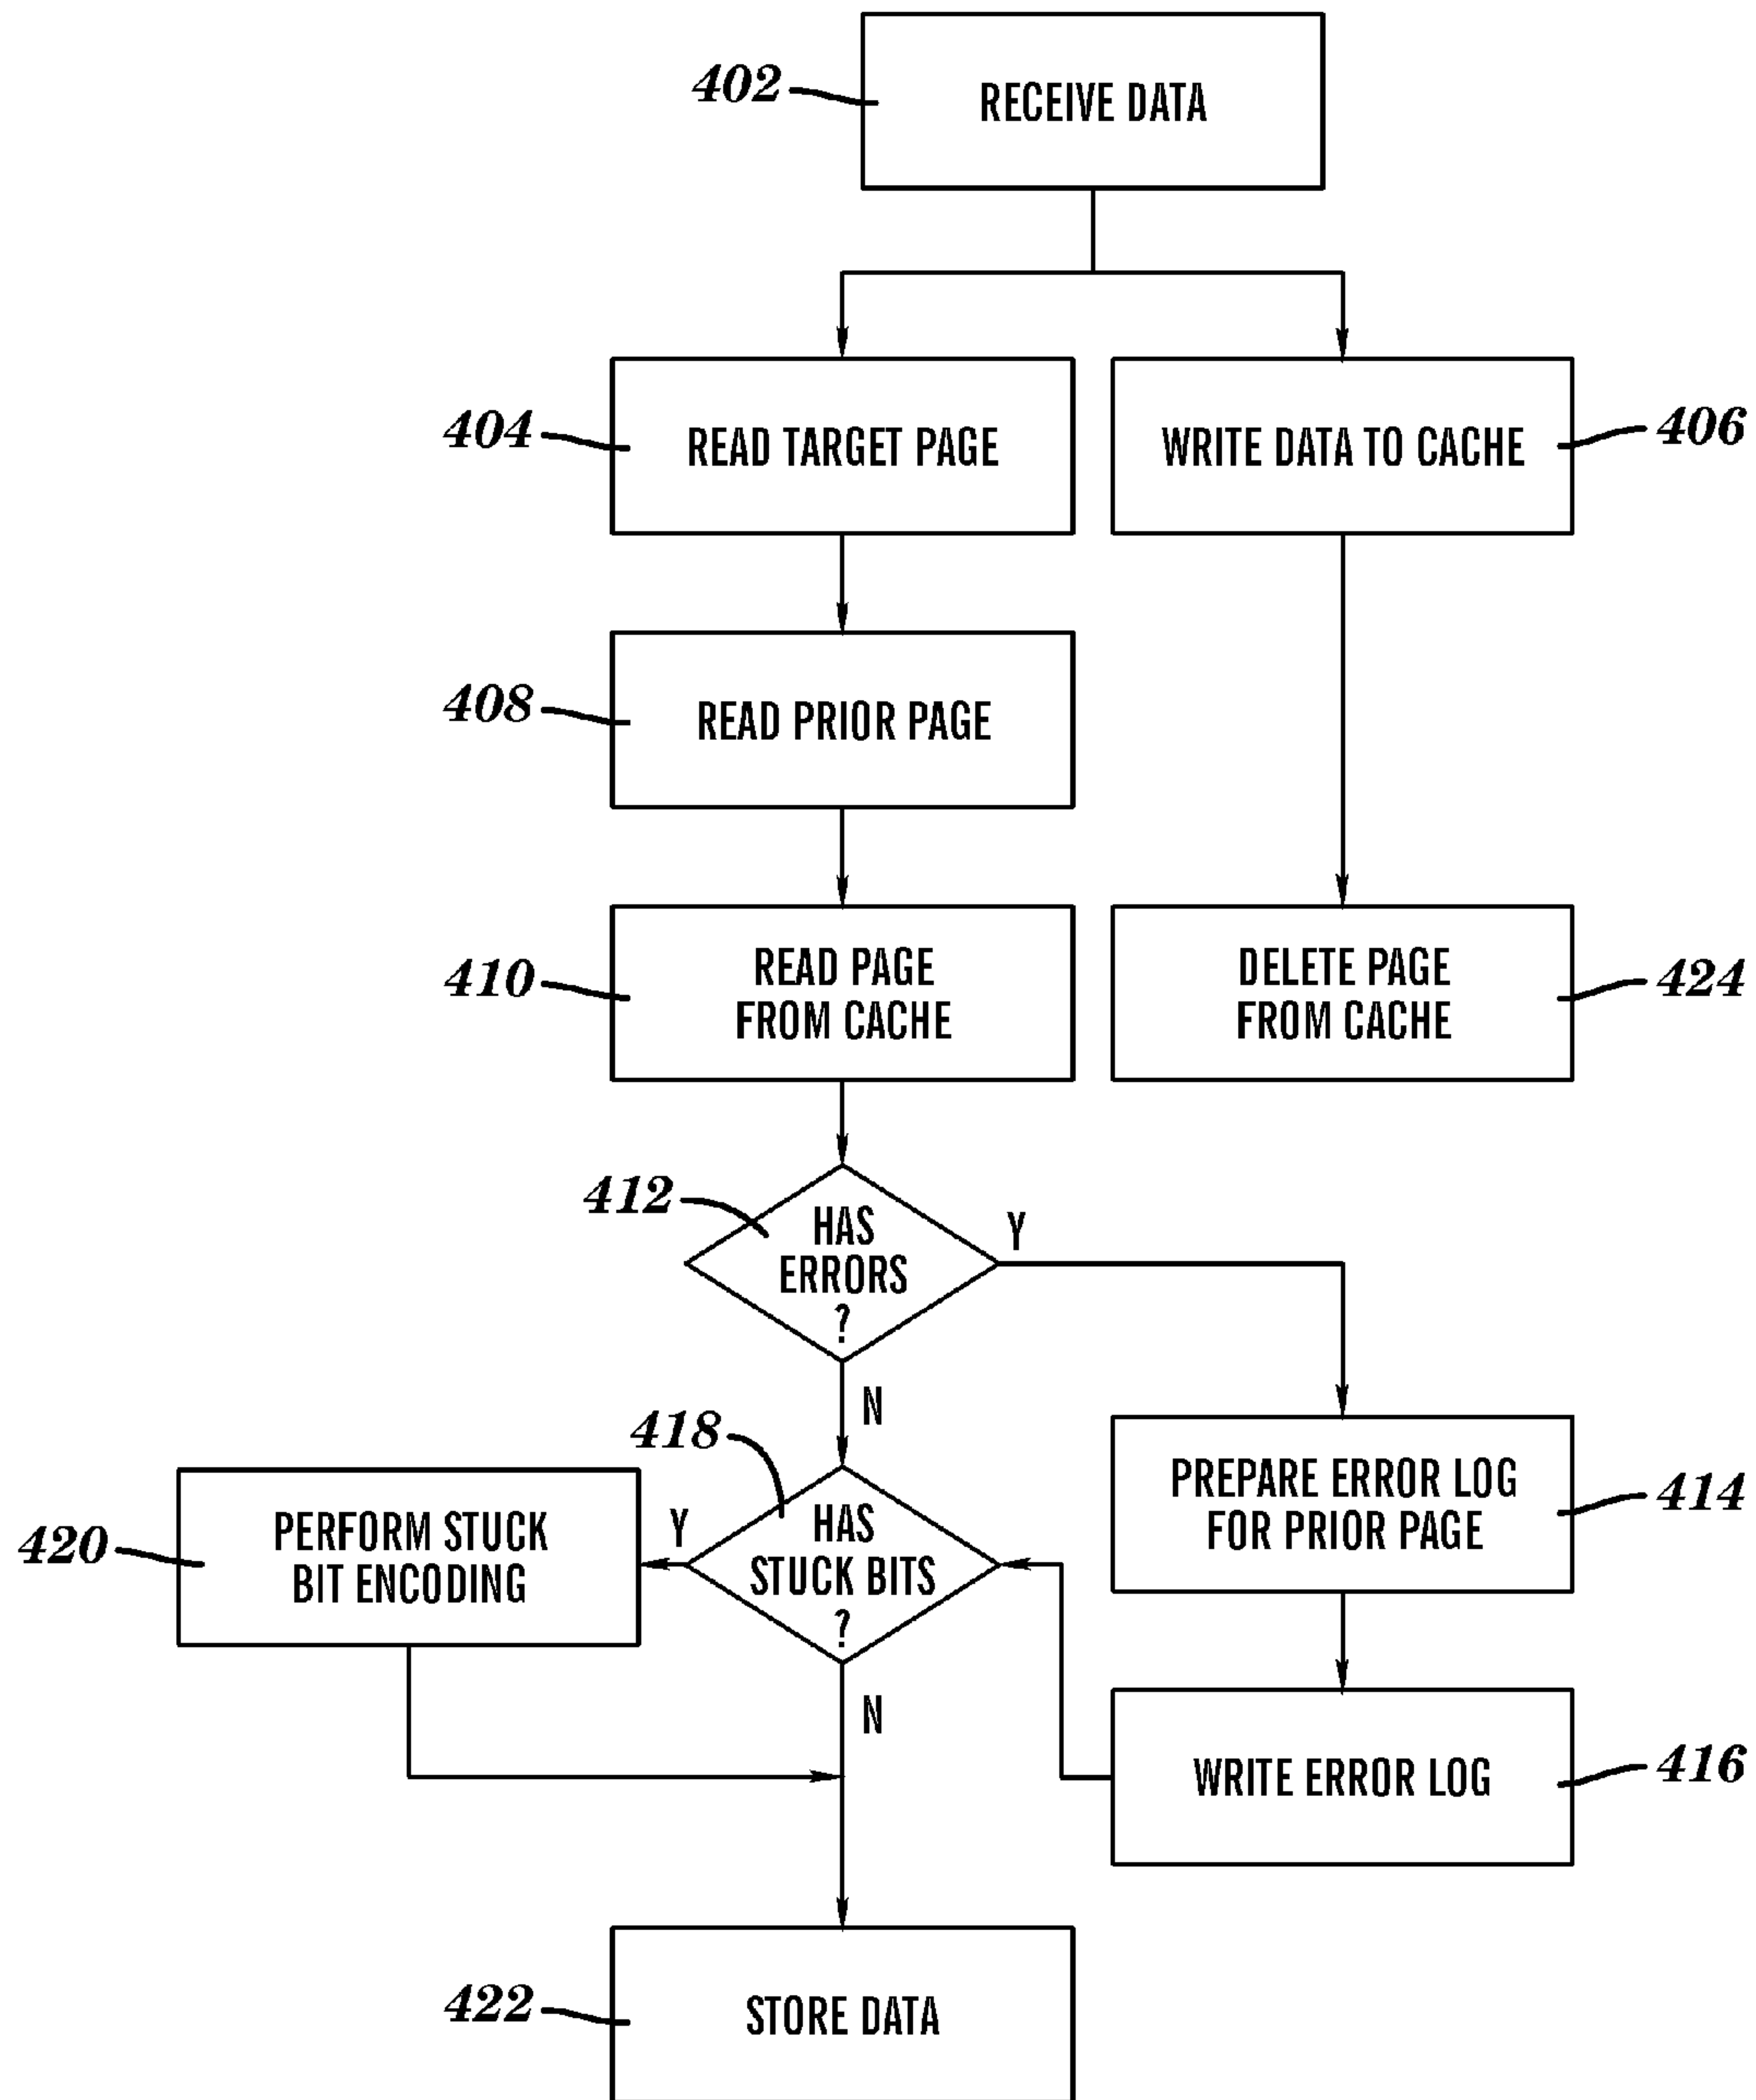 402
RECEIVE DATA
404
READ TARGET PAGE
WRITE DATA TO CACHE
406
408
READ PRIOR PAGE
410
READ PAGE
FROM CACHE
DELETE PAGE
FROM CACHE
424
412
HAS
ERRORS
?
Y
N
418
HAS
STUCK BITS
?
Y
N
420
PERFORM STUCK
BIT ENCODING
PREPARE ERROR LOG
FOR PRIOR PAGE
414
WRITE ERROR LOG
416
422
STORE DATA